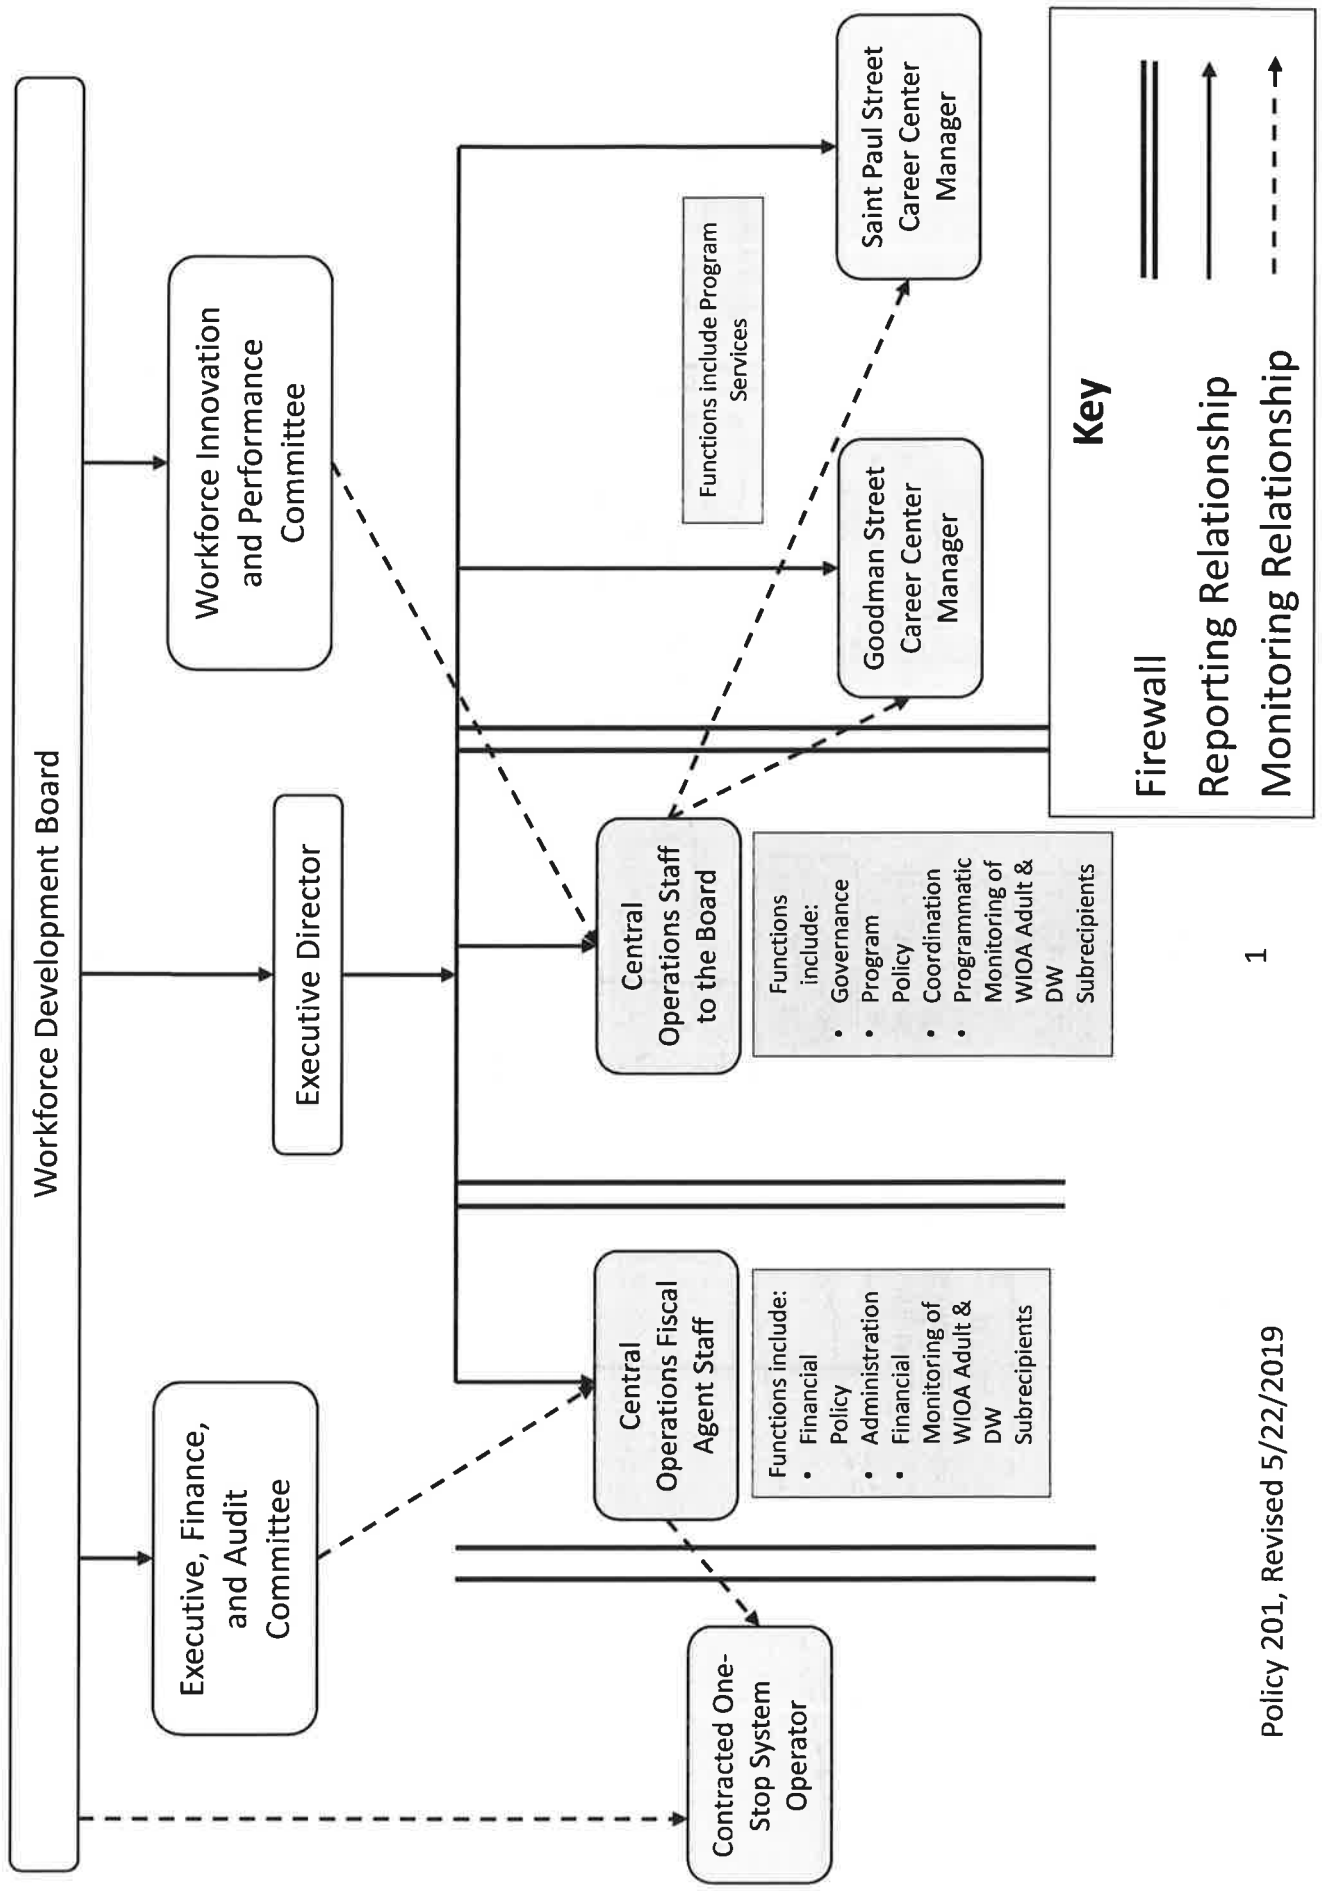 Workforce Development Board
Executive, Finance,
and Audit
Committee
Executive Director
Workforce Innovation
and Performance
Committee
Contracted One-
Stop System
Operator
Central
Operations Fiscal
Agent Staff
Functions include:
• Financial
Policy
• Administration
• Financial
Monitoring of
WIOA Adult &
DW
Subrecipients
Central
Operations Staff
to the Board
Functions
include:
• Governance
• Program
Policy
• Coordination
• Programmatic
Monitoring of
WIOA Adult &
DW
Subrecipients
Functions include Program
Services
Goodman Street
Career Center
Manager
Saint Paul Street
Career Center
Manager
Key
Firewall
Reporting Relationship
Monitoring Relationship
Policy 201, Revised 5/22/2019
1